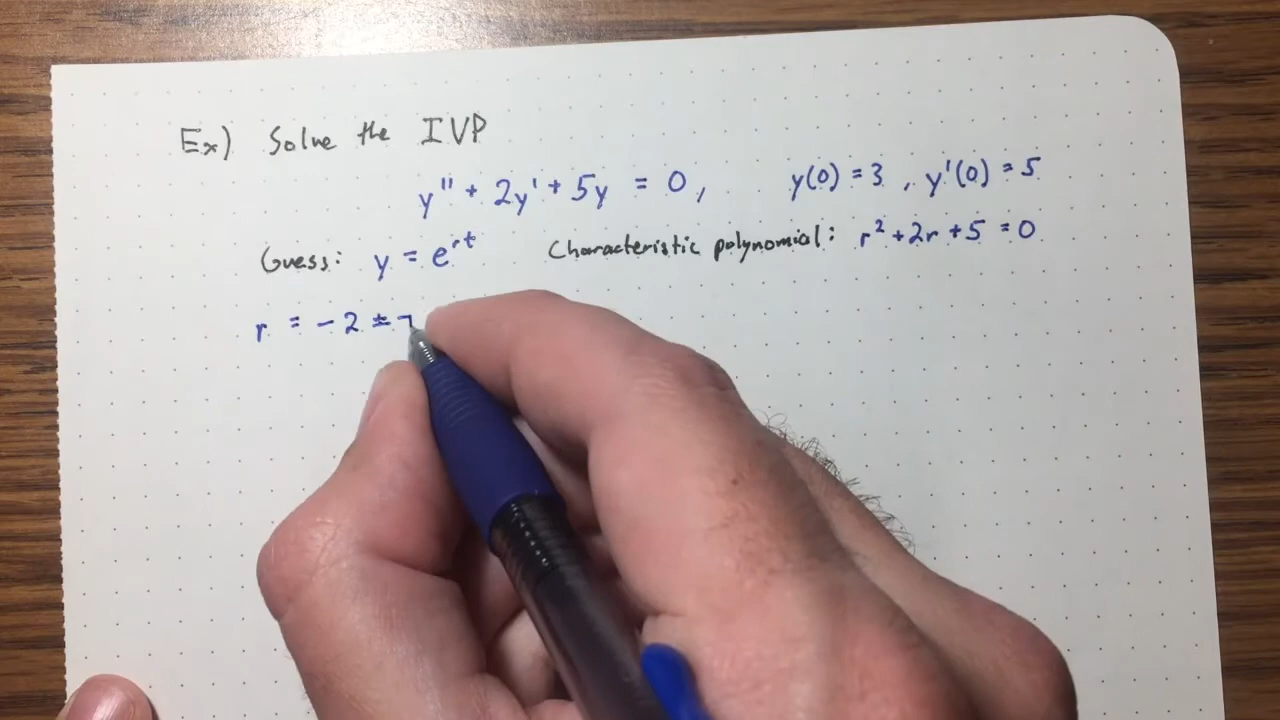 Ex) Solve the IVP
y'' + 2y' + 5y = 0, y(0) = 3, y'(0) = 5
Guess: y = e^{rt} Characteristic polynomial: r² + 2r + 5 = 0
r = -2 ±